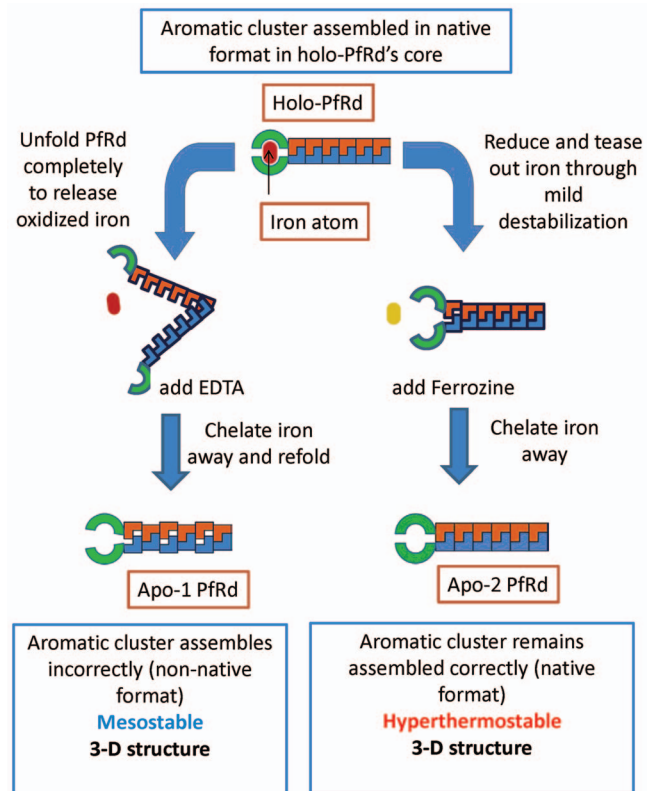 Aromatic cluster assembled in native
format in holo-PfRd's core
Holo-PfRd
Unfold PfRd
completely
to release
oxidized iron
Iron atom
Reduce and tease
out iron through
mild
destabilization
add EDTA
add Ferrozine
Chelate iron
away and refold
Chelate iron
away
Apo-1 PfRd
Apo-2 PfRd
Aromatic cluster assembles
incorrectly (non-native
format)
Mesostable
3-D structure
Aromatic cluster remains
assembled correctly (native
format)
Hyperthermostable
3-D structure